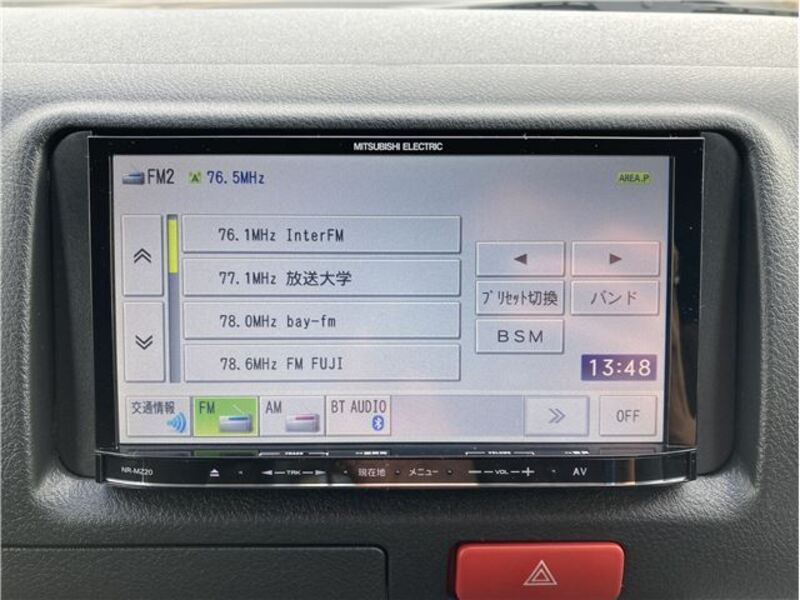 MITSUBISHI ELECTRIC
FM2 76.5MHz AREA.P
76.1MHz InterFM
77.1MHz 放送大学
78.0MHz bay-fm
78.6MHz FM FUJI
◀ ▶
プリセット切換 バンド
BSM
13:48
交通情報 FM AM BT AUDIO OFF
NR-MZ20 TRK 現在地 メニュー VOL AV